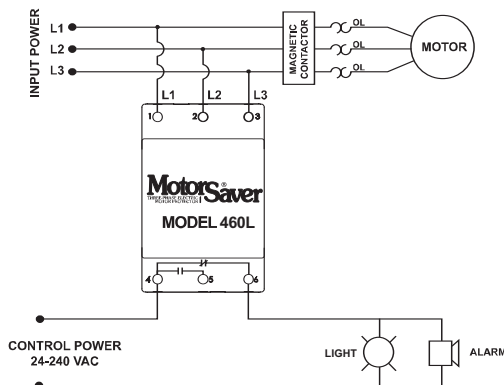 INPUT POWER
L1
L2
L3
MAGNETIC
CONTACTOR
OL
OL
OL
MOTOR
L1
L2
L3
1
2
3
MotorSaver®
THREE-PHASE ELECTRIC
MOTOR PROTECTOR
MODEL 460L
4
5
6
CONTROL POWER
24-240 VAC
LIGHT
ALARM